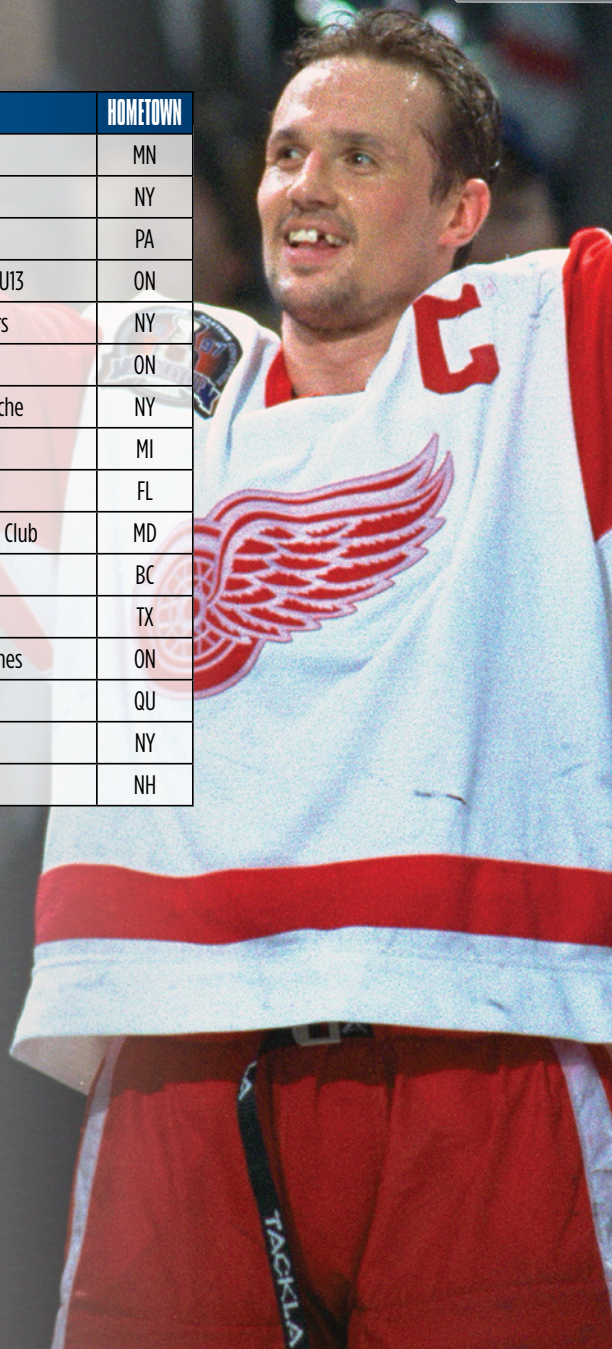 HOMETOWN
MN
NY
PA
U13 ON
rs NY
ON
che NY
MI
FL
Club MD
BC
TX
nes ON
QU
NY
NH
C
97
TACKLA